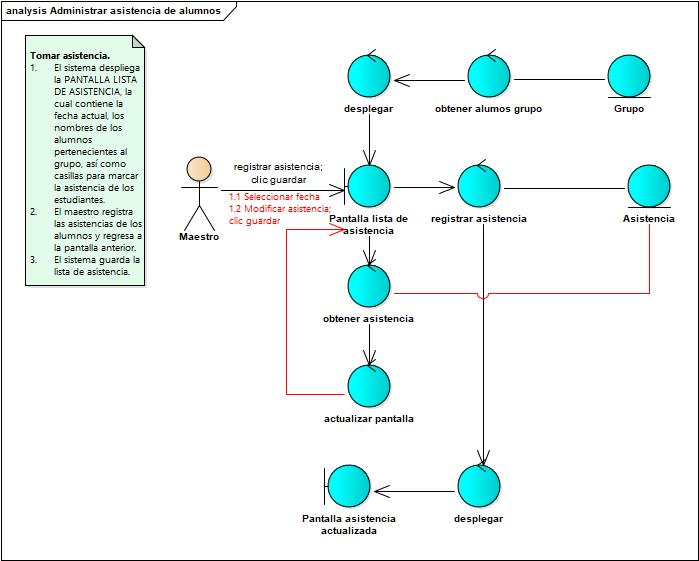 analysis Administrar asistencia de alumnos
Tomar asistencia.
1. El sistema despliega
la PANTALLA LISTA
DE ASISTENCIA, la
cual contiene la
fecha actual, los
nombres de los
alumnos
pertenecientes al
grupo, así como
casillas para marcar
la asistencia de los
estudiantes.
2. El maestro registra
las asistencias de los
alumnos y regresa a
la pantalla anterior.
3. El sistema guarda la
lista de asistencia.
desplegar
obtener alumos grupo
Grupo
Maestro
registrar asistencia;
clic guardar
1.1 Seleccionar fecha
1.2 Modificar asistencia;
clic guardar
Pantalla lista de
asistencia
registrar asistencia
Asistencia
obtener asistencia
actualizar pantalla
Pantalla asistencia
actualizada
desplegar